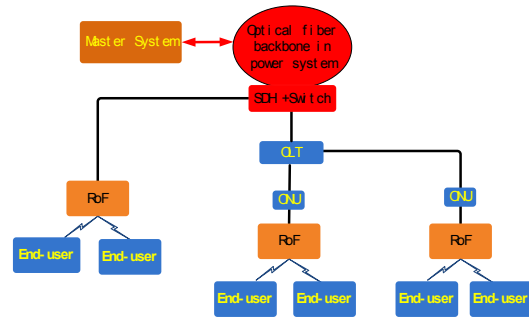 Master System
Optical fiber
backbone in
power system
SDH +Switch
OLT
ONU
ONU
RoF
RoF
RoF
End-user
End-user
End-user
End-user
End-user
End-user